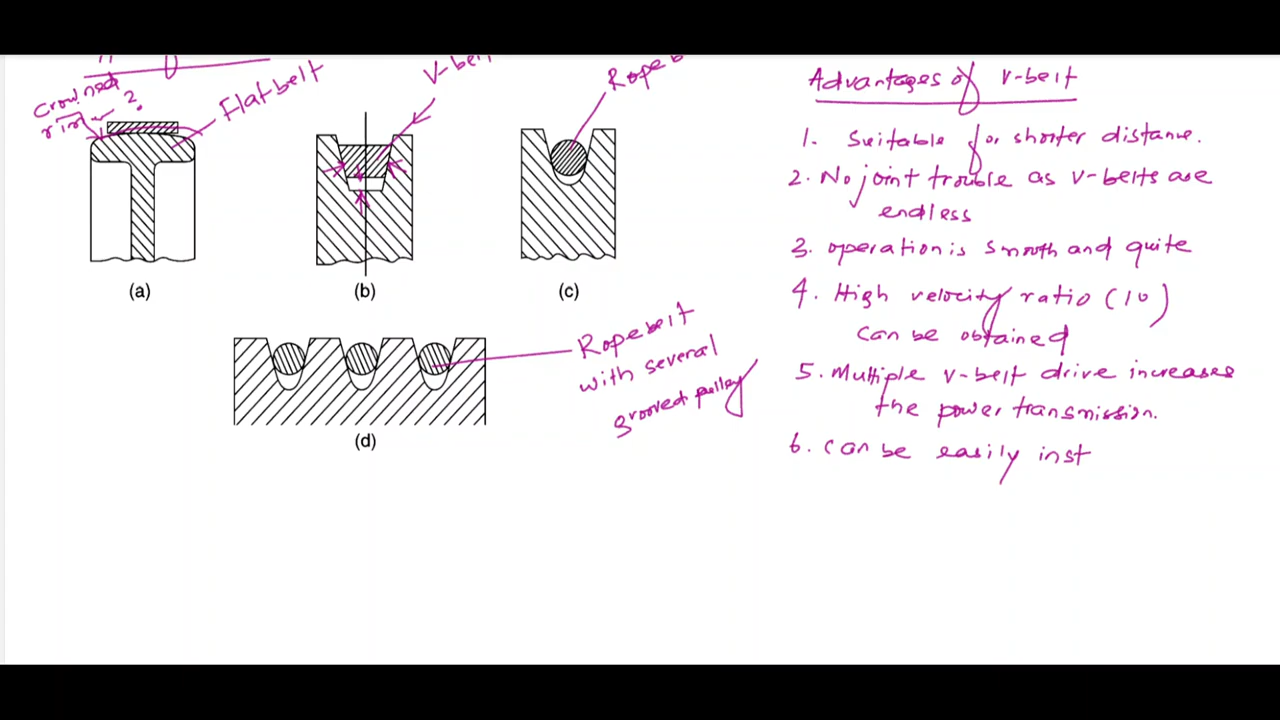 Crowned
rim ?
Flat belt
V-bel
Rope b
(a)
(b)
(c)
Rope belt
with several
grooved pulley
(d)
Advantages of V-belt
1. Suitable for shorter distance.
2. No joint trouble as V-belts are
endless
3. operation is smooth and quite
4. High velocity ratio (10)
can be obtained
5. Multiple V-belt drive increases
the power transmission.
6. Can be easily inst